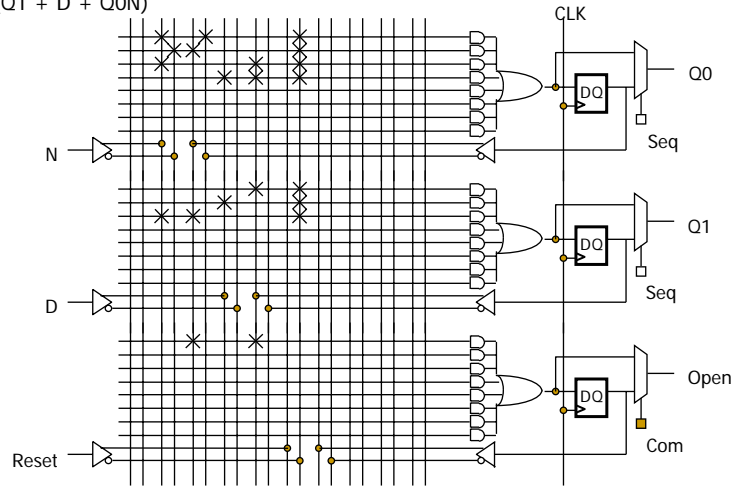 Q1 + D + Q0N)
CLK
DQ
Q0
Seq
N
DQ
Q1
Seq
D
DQ
Open
Com
Reset